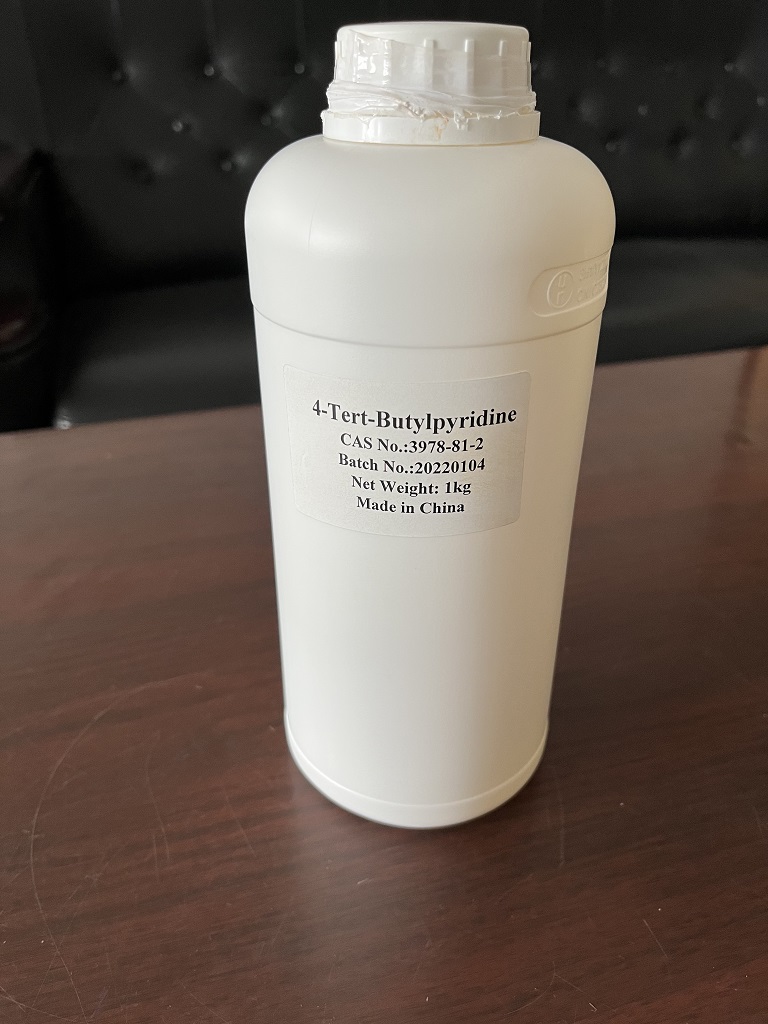 4-Tert-Butylpyridine
CAS No.:3978-81-2
Batch No.:20220104
Net Weight: 1kg
Made in China